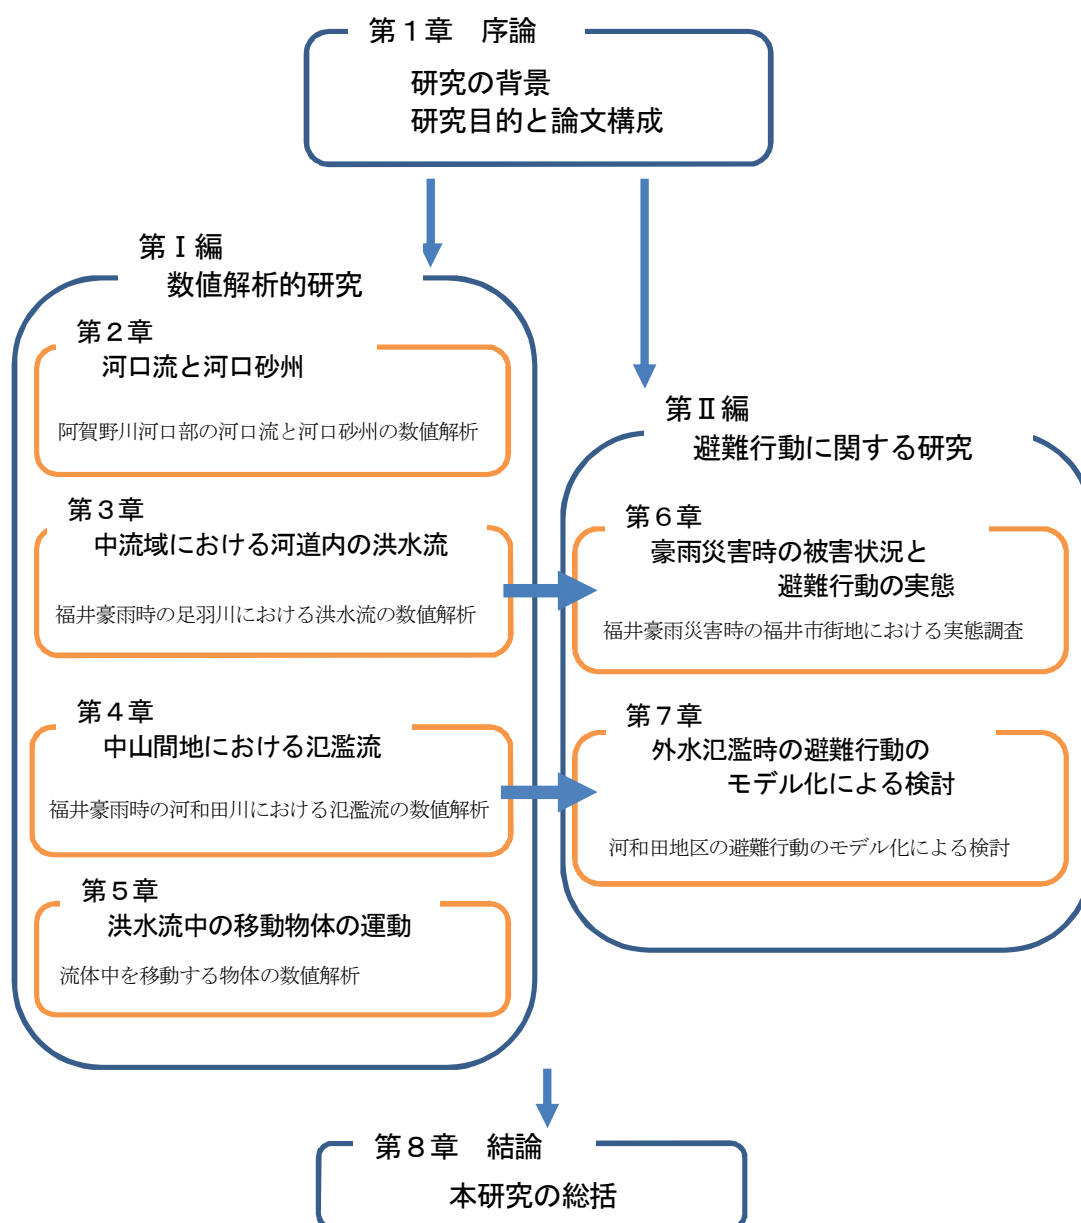 第１章　序論
研究の背景
研究目的と論文構成
第Ⅰ編
数値解析的研究
第２章
河口流と河口砂州
阿賀野川河口部の河口流と河口砂州の数値解析
第３章
中流域における河道内の洪水流
福井豪雨時の足羽川における洪水流の数値解析
第４章
中山間地における氾濫流
福井豪雨時の河和田川における氾濫流の数値解析
第５章
洪水流中の移動物体の運動
流体中を移動する物体の数値解析
第Ⅱ編
避難行動に関する研究
第６章
豪雨災害時の被害状況と
避難行動の実態
福井豪雨災害時の福井市街地における実態調査
第７章
外水氾濫時の避難行動の
モデル化による検討
河和田地区の避難行動のモデル化による検討
第８章　結論
本研究の総括